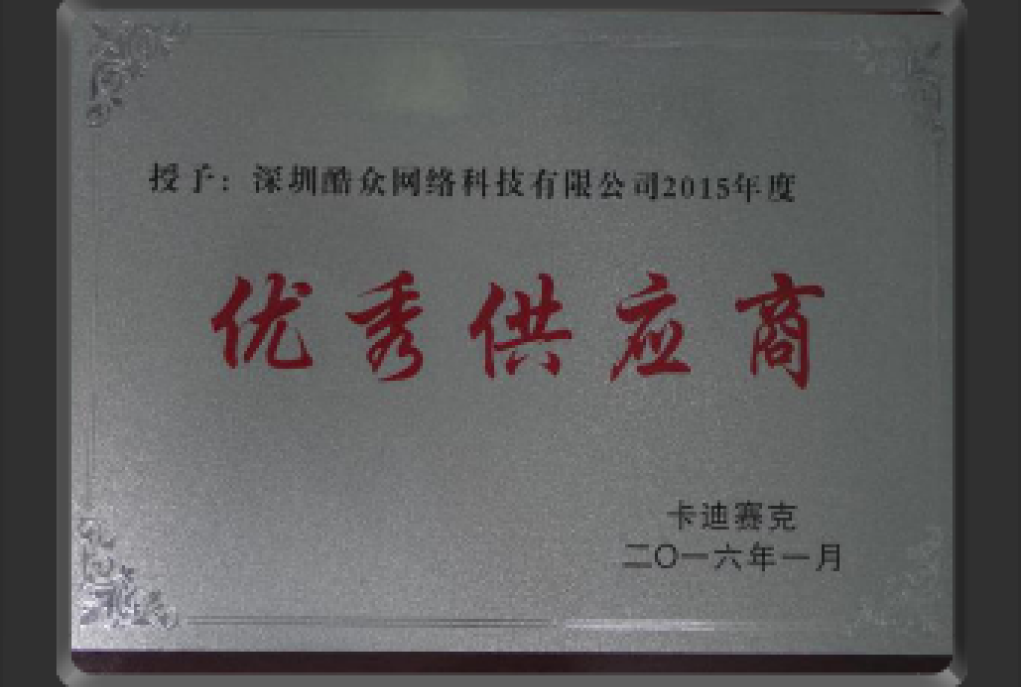 授予：深圳酷众网络科技有限公司2015年度
优秀供应商
卡迪赛克
二〇一六年一月